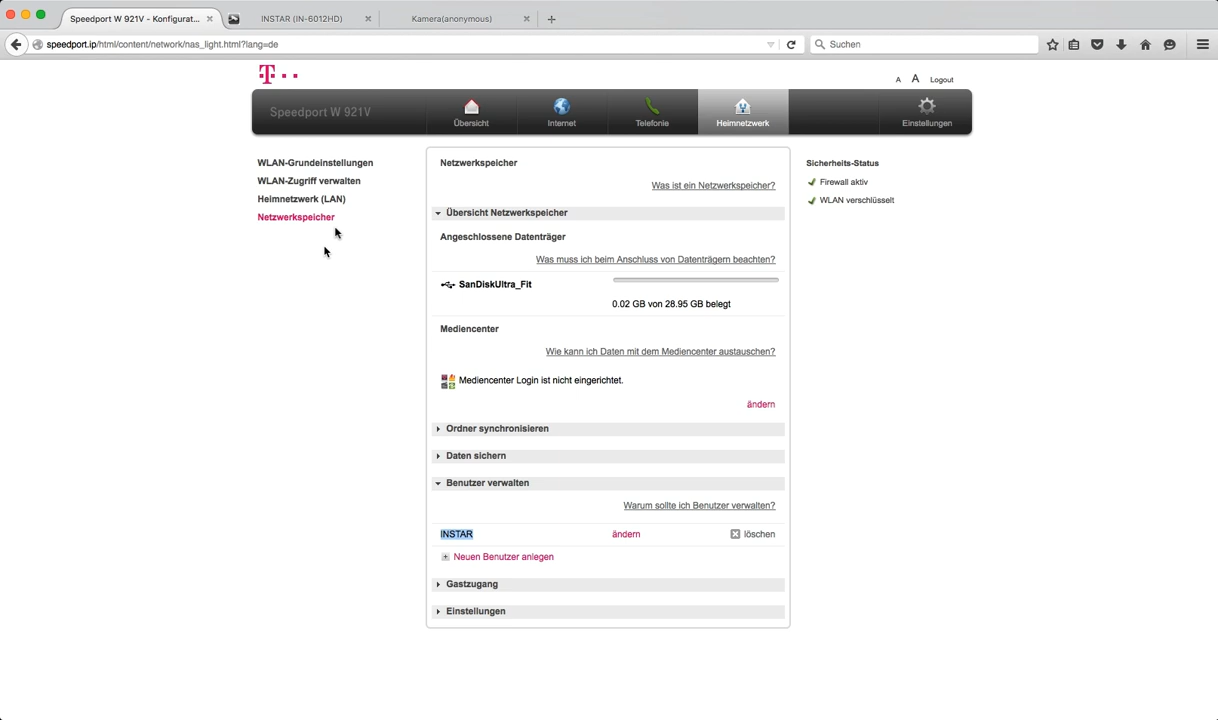 Speedport W 921V - Konfigurat... ×
INSTAR (IN-6012HD) ×
Kamera(anonymous) ×
speedport.ip/html/content/network/nas_light.html?lang=de
Suchen
T
A A Logout
Speedport W 921V
Übersicht
Internet
Telefonie
Heimnetzwerk
Einstellungen
WLAN-Grundeinstellungen
WLAN-Zugriff verwalten
Heimnetzwerk (LAN)
Netzwerkspeicher
Netzwerkspeicher
Was ist ein Netzwerkspeicher?
Übersicht Netzwerkspeicher
Angeschlossene Datenträger
Was muss ich beim Anschluss von Datenträgern beachten?
SanDiskUltra_Fit
0.02 GB von 28.95 GB belegt
Mediencenter
Wie kann ich Daten mit dem Mediencenter austauschen?
Mediencenter Login ist nicht eingerichtet.
ändern
Ordner synchronisieren
Daten sichern
Benutzer verwalten
Warum sollte ich Benutzer verwalten?
INSTAR ändern löschen
Neuen Benutzer anlegen
Gastzugang
Einstellungen
Sicherheits-Status
Firewall aktiv
WLAN verschlüsselt